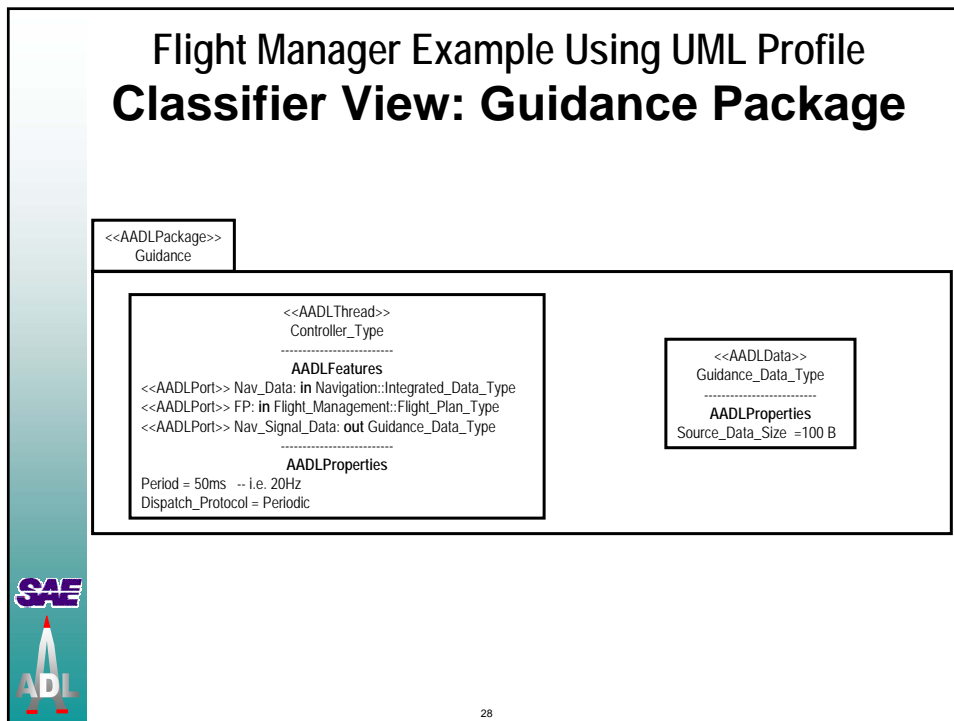 Flight Manager Example Using UML Profile
Classifier View: Guidance Package
<<AADLPackage>>
Guidance
<<AADLThread>>
Controller_Type
--------------------------
AADLFeatures
<<AADLPort>> Nav_Data: in Navigation::Integrated_Data_Type
<<AADLPort>> FP: in Flight_Management::Flight_Plan_Type
<<AADLPort>> Nav_Signal_Data: out Guidance_Data_Type
--------------------------
AADLProperties
Period = 50ms   -- i.e. 20Hz
Dispatch_Protocol = Periodic
<<AADLData>>
Guidance_Data_Type
--------------------------
AADLProperties
Source_Data_Size =100 B
SAE
ADL
28